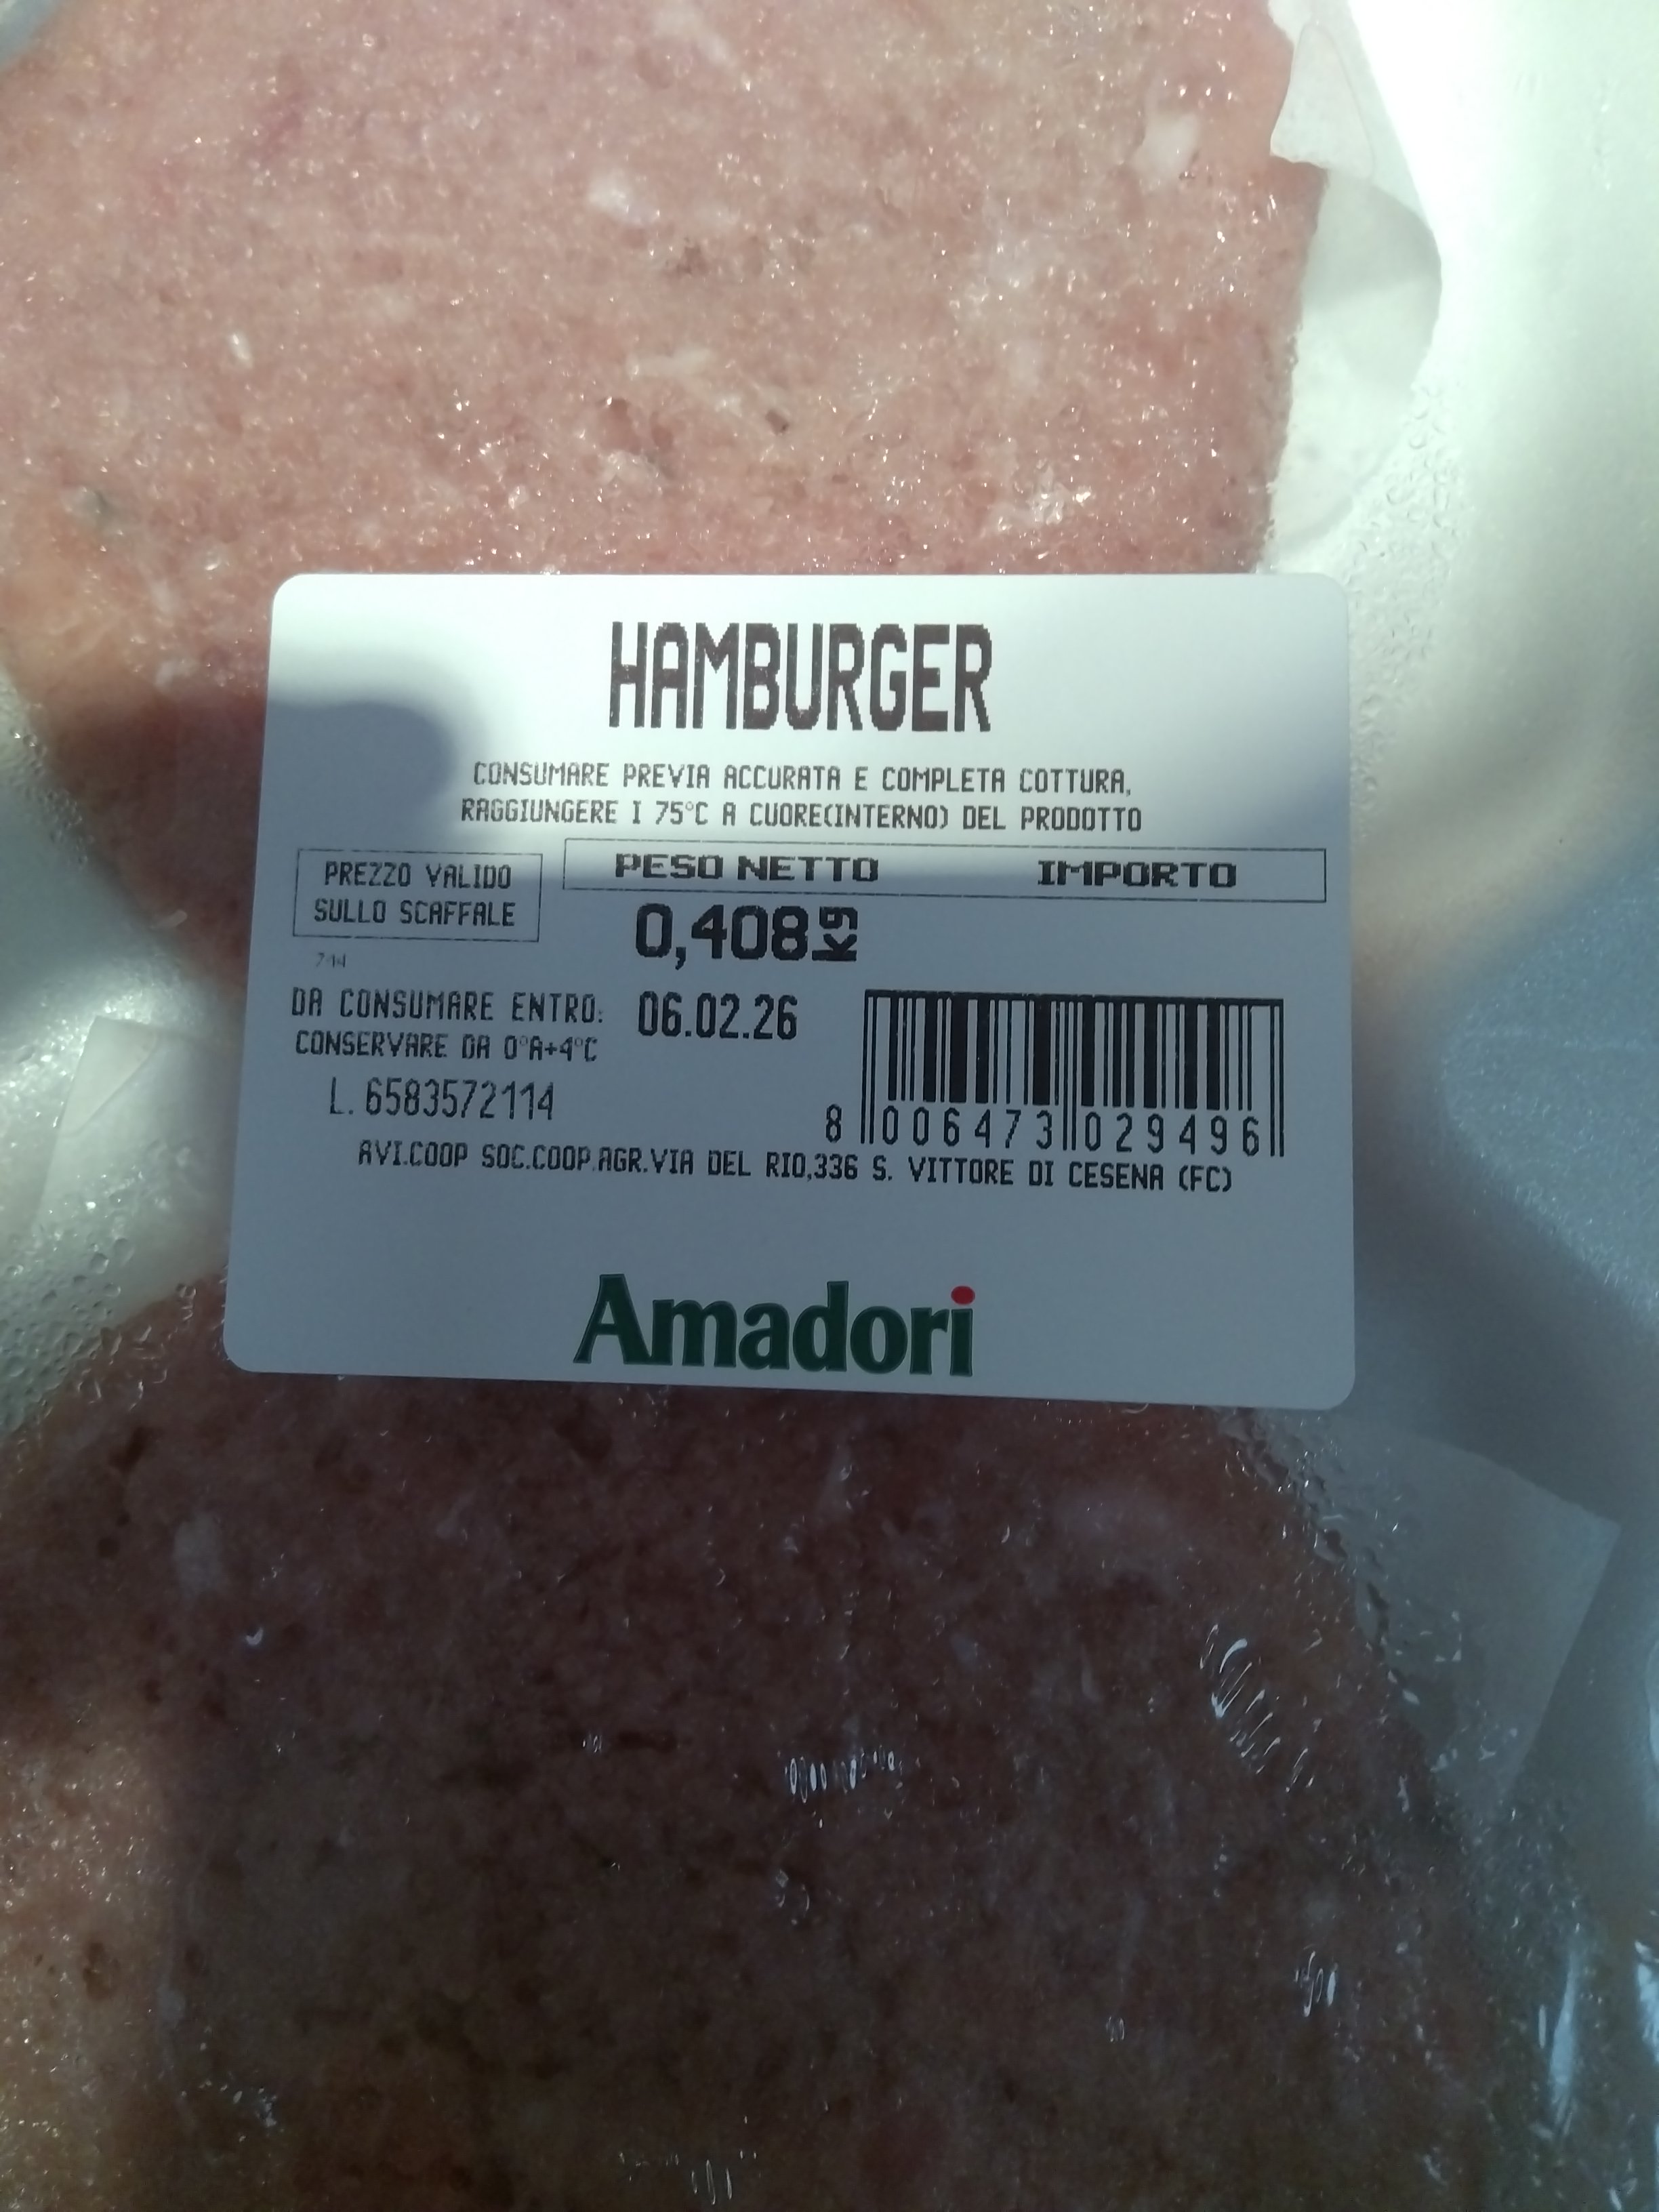 HAMBURGER
CONSUMARE PREVIA ACCURATA E COMPLETA COTTURA,
RAGGIUNGERE I 75°C A CUORE(INTERNO) DEL PRODOTTO
PREZZO VALIDO
SULLO SCAFFALE
PESO NETTO IMPORTO
0,408kg
744
DA CONSUMARE ENTRO: 06.02.26
CONSERVARE DA 0°A+4°C
L. 6583572114
8 006473 029496
AVI.COOP SOC.COOP.AGR.VIA DEL RIO,336 S. VITTORE DI CESENA (FC)
Amadori